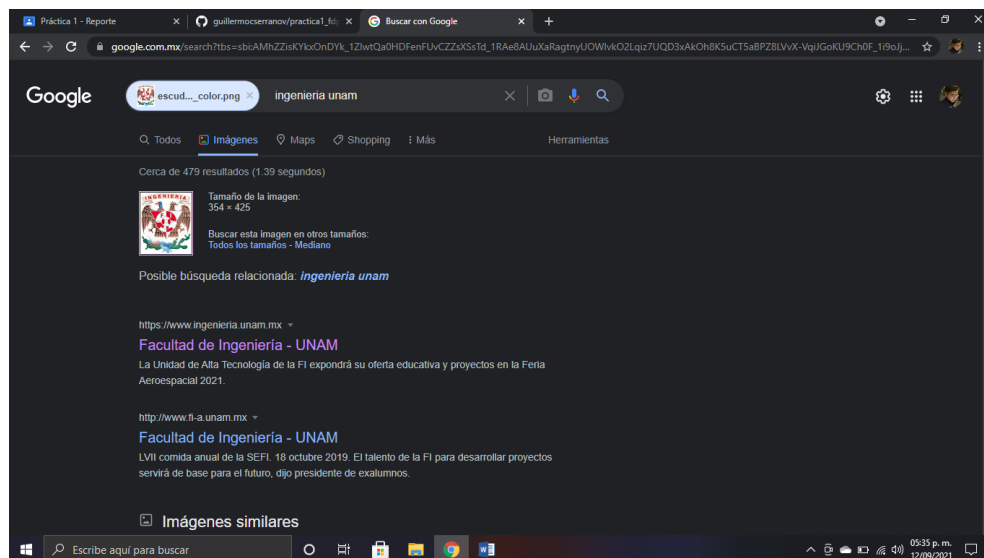 Práctica 1 - Reporte
guillermocserranov/practica1_fdp
Buscar con Google
google.com.mx/search?tbs=sbi:AMhZZisKYkxOnDYk_1ZlwtQa0HDFenFUvCZZsXSsTd_1RAe8AUuXaRagtnyUOWIvkO2Lqiz7UQD3xAkOh8K5uCT5aBPZ8LVvX-VqiJGoKU9Ch0F_1i9oJj...
Google
escud..._color.png
ingenieria unam
Todos
Imágenes
Maps
Shopping
Más
Herramientas
Cerca de 479 resultados (1.39 segundos)
INGENIERIA
Tamaño de la imagen:
354 × 425
Buscar esta imagen en otros tamaños:
Todos los tamaños - Mediano
Posible búsqueda relacionada: ingenieria unam
https://www.ingenieria.unam.mx
Facultad de Ingeniería - UNAM
La Unidad de Alta Tecnología de la FI expondrá su oferta educativa y proyectos en la Feria
Aeroespacial 2021.
http://www.fi-a.unam.mx
Facultad de Ingeniería - UNAM
LVII comida anual de la SEFI. 18 octubre 2019. El talento de la FI para desarrollar proyectos
servirá de base para el futuro, dijo presidente de exalumnos.
Imágenes similares
Escribe aquí para buscar
05:35 p. m.
12/09/2021